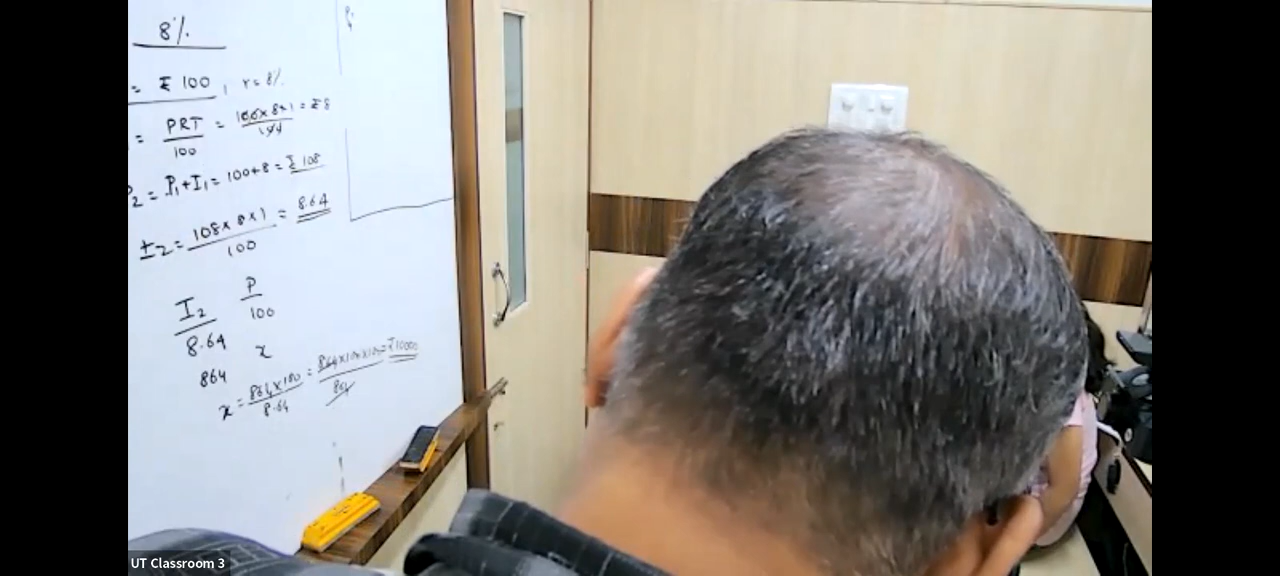 8%
= ₹ 100, r = 8%
= PRT/100 = 100×8×1/100 = ₹8
P2 = P1+I1 = 100+8 = ₹ 108
I2 = 108×8×1/100 = 8.64
I2 P
8.64 100
864 x
x = 864×100/8.64 = 864×100×100/864 = ₹10000
UT Classroom 3